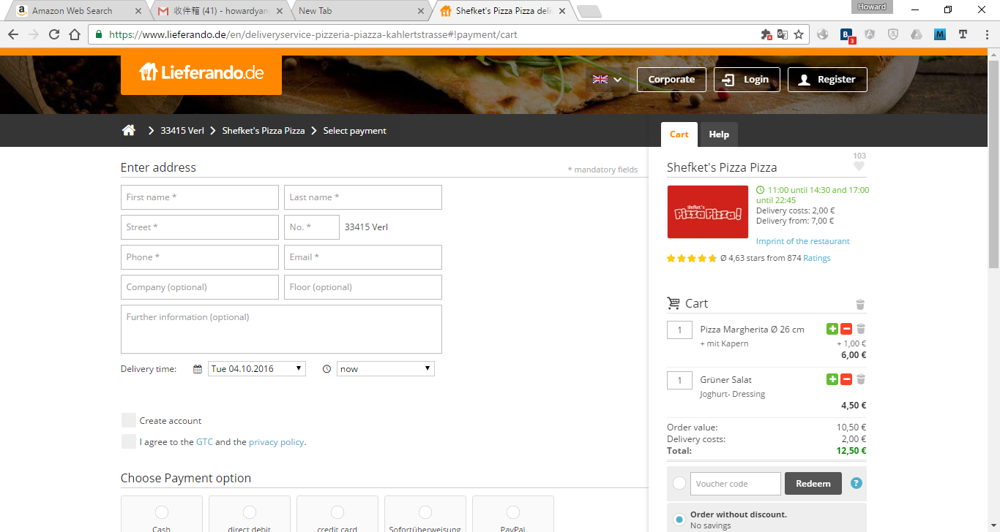 Amazon Web Search
收件箱 (41) - howardyan
New Tab
Shefket's Pizza Pizza deli
Howard
https://www.lieferando.de/en/deliveryservice-pizzeria-piazza-kahlertstrasse#!payment/cart
Lieferando.de
Corporate
Login
Register
33415 Verl
Shefket's Pizza Pizza
Select payment
Cart
Help
Enter address
* mandatory fields
First name *
Last name *
Street *
No. *
33415 Verl
Phone *
Email *
Company (optional)
Floor (optional)
Further information (optional)
Delivery time:
Tue 04.10.2016
now
Create account
I agree to the GTC and the privacy policy.
Choose Payment option
Cash
direct debit
credit card
Sofortüberweisung
PayPal
103
Shefket's Pizza Pizza
shefket's
Pizza Pizza!
11:00 until 14:30 and 17:00
until 22:45
Delivery costs: 2,00 €
Delivery from: 7,00 €
Imprint of the restaurant
Ø 4,63 stars from 874 Ratings
Cart
1
Pizza Margherita Ø 26 cm
+ mit Kapern
+ 1,00 €
6,00 €
1
Grüner Salat
Joghurt- Dressing
4,50 €
Order value: 10,50 €
Delivery costs: 2,00 €
Total: 12,50 €
Voucher code
Redeem
?
Order without discount.
No savings